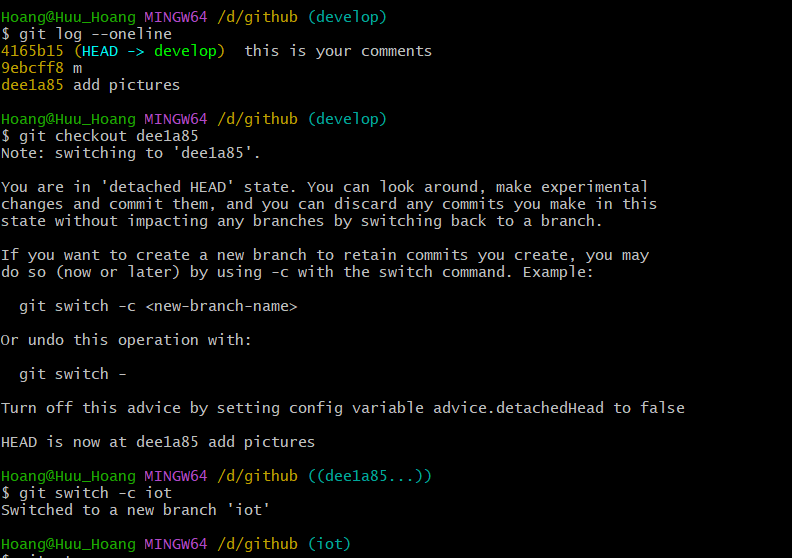 Hoang@Huu_Hoang MINGW64 /d/github (develop)
$ git log --oneline
4165b15 (HEAD -> develop)  this is your comments
9ebcff8 m
dee1a85 add pictures
Hoang@Huu_Hoang MINGW64 /d/github (develop)
$ git checkout dee1a85
Note: switching to 'dee1a85'.
You are in 'detached HEAD' state. You can look around, make experimental
changes and commit them, and you can discard any commits you make in this
state without impacting any branches by switching back to a branch.
If you want to create a new branch to retain commits you create, you may
do so (now or later) by using -c with the switch command. Example:
git switch -c <new-branch-name>
Or undo this operation with:
git switch -
Turn off this advice by setting config variable advice.detachedHead to false
HEAD is now at dee1a85 add pictures
Hoang@Huu_Hoang MINGW64 /d/github ((dee1a85...))
$ git switch -c iot
Switched to a new branch 'iot'
Hoang@Huu_Hoang MINGW64 /d/github (iot)